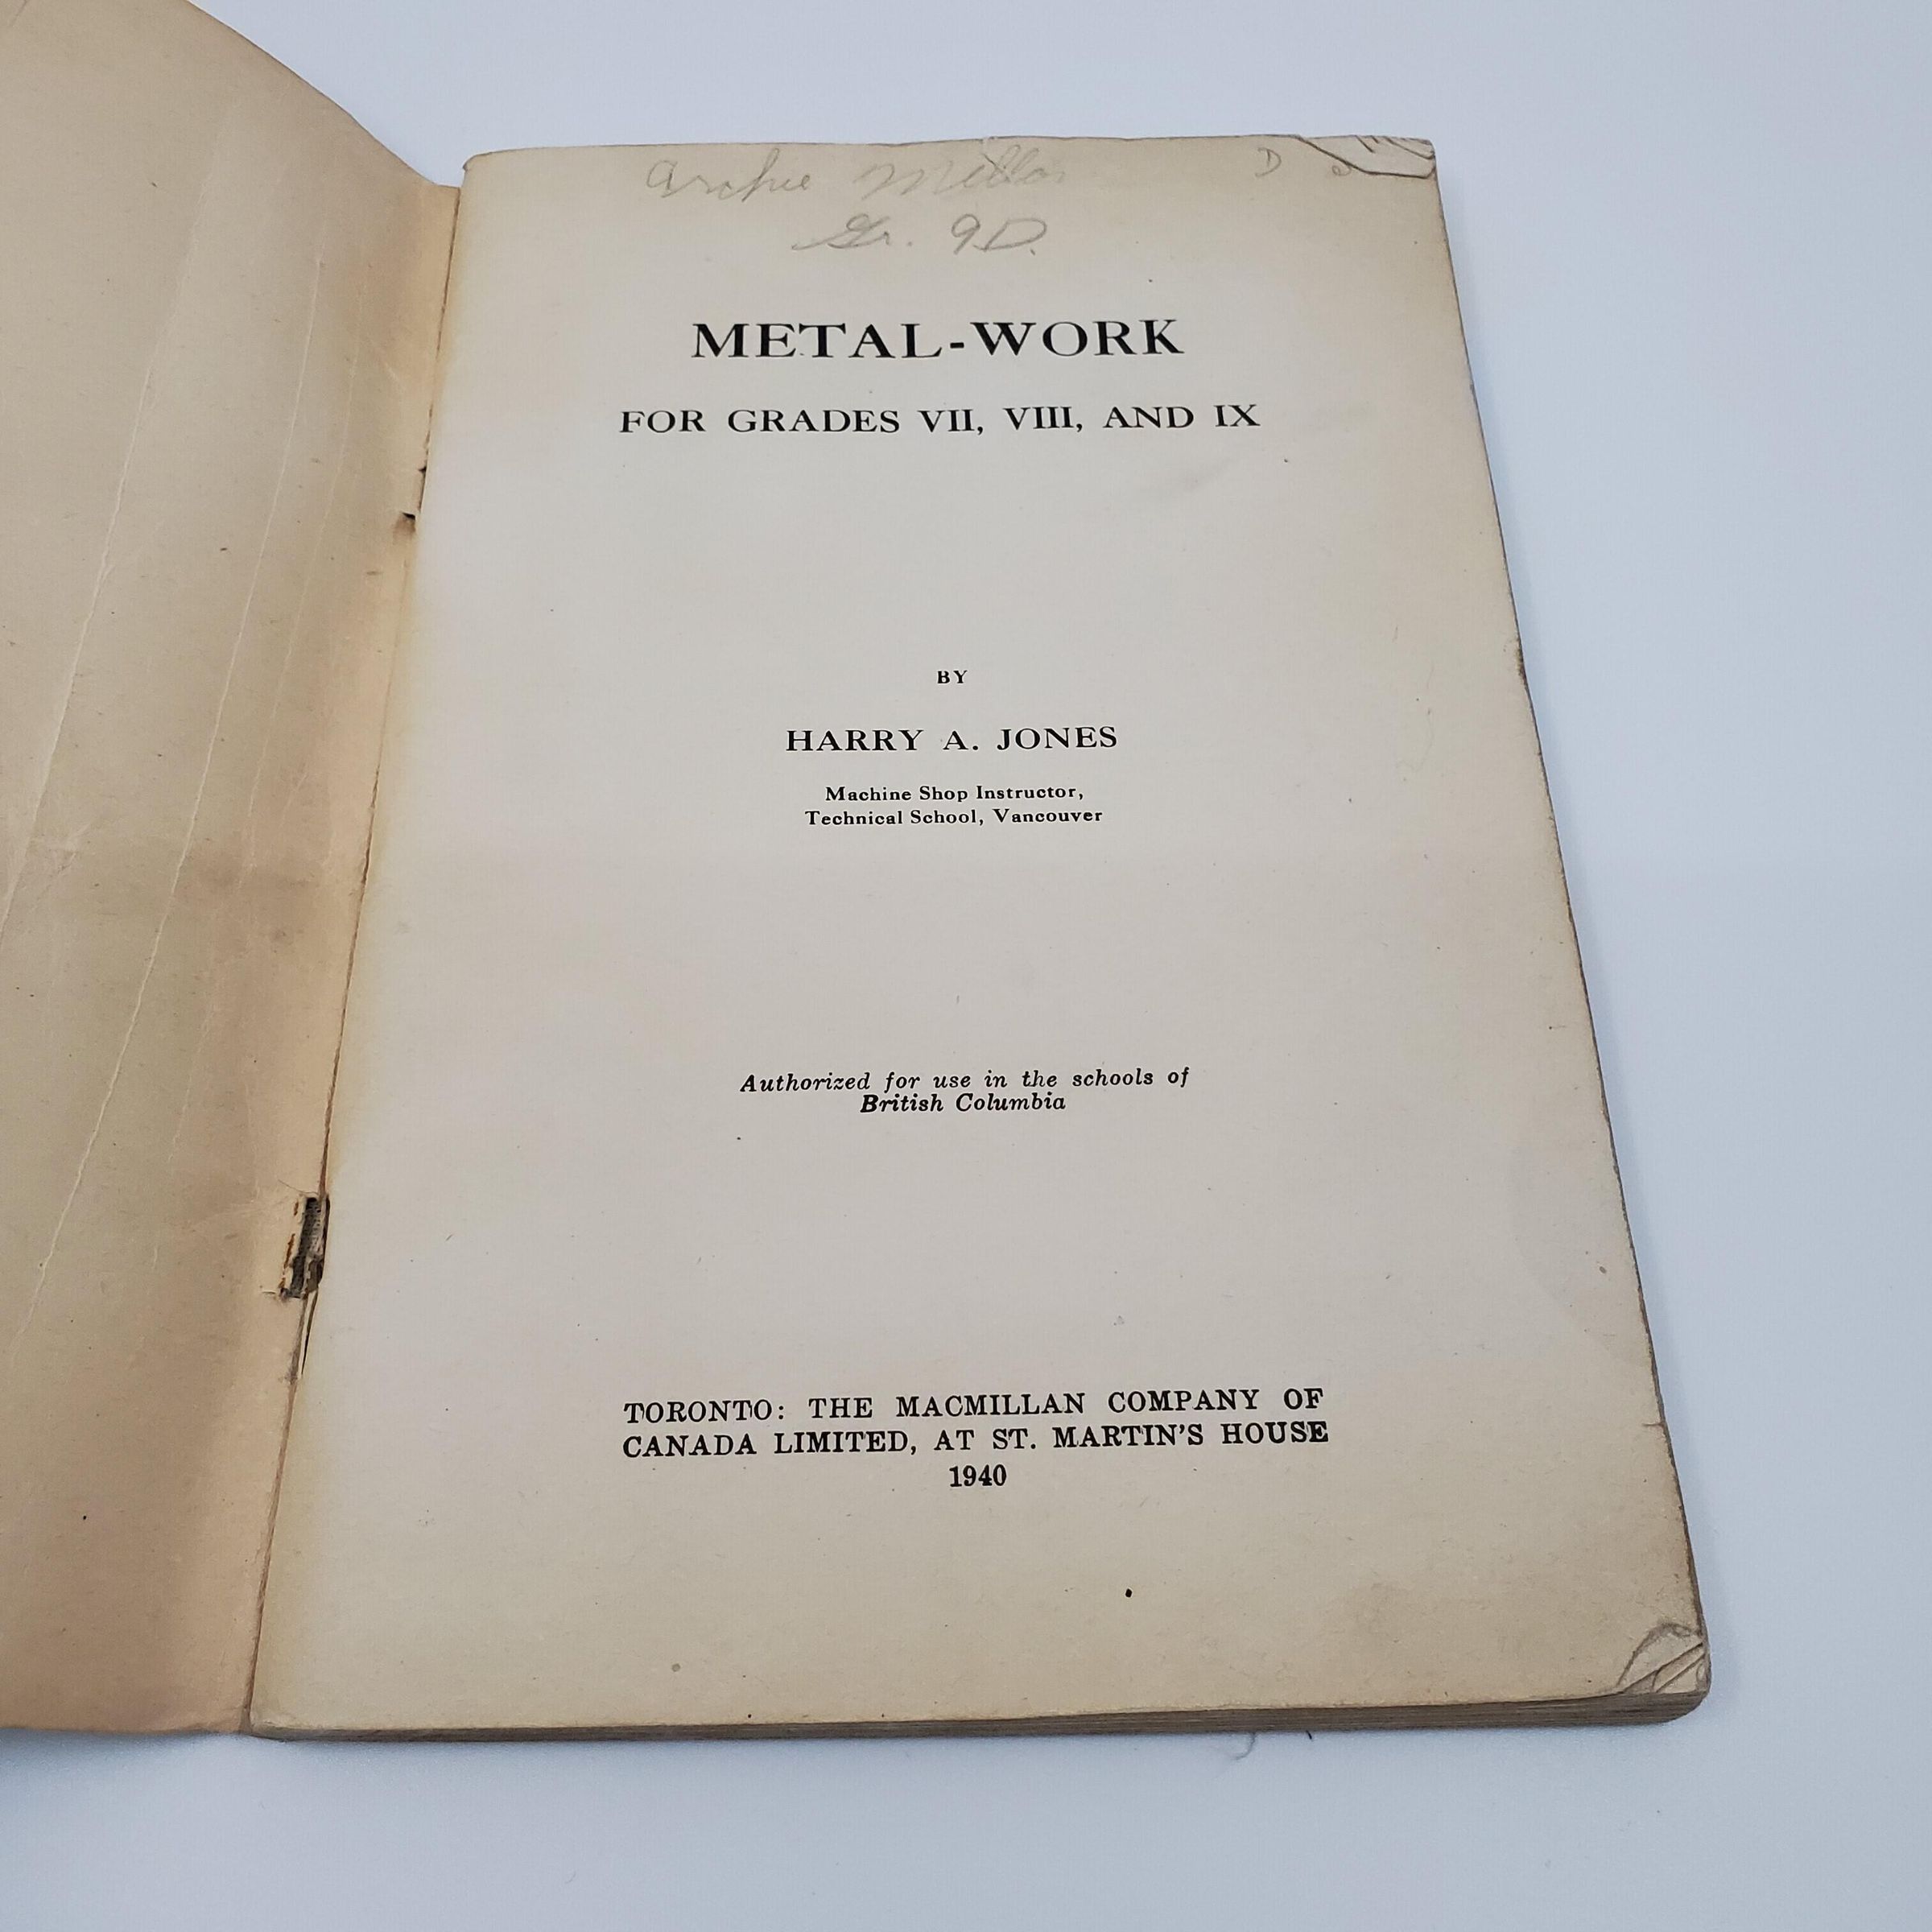 Archie
Gr. 9D.
METAL-WORK
FOR GRADES VII, VIII, AND IX
BY
HARRY A. JONES
Machine Shop Instructor,
Technical School, Vancouver
Authorized for use in the schools of
British Columbia
TORONTO: THE MACMILLAN COMPANY OF
CANADA LIMITED, AT ST. MARTIN'S HOUSE
1940